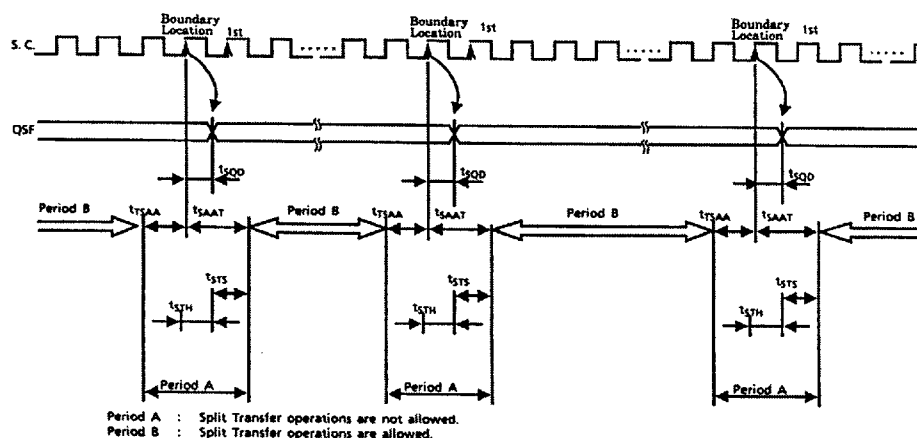 Boundary Location 1st
Boundary Location 1st
Boundary Location 1st
S. C.
QSF
tSQD tSQD tSQD
Period B tTSAA tSAAT Period B tTSAA tSAAT Period B tTSAA tSAAT Period B
tSTS tSTS tSTS
tSTH tSTH tSTH
Period A Period A Period A
Period A : Split Transfer operations are not allowed.
Period B : Split Transfer operations are allowed.